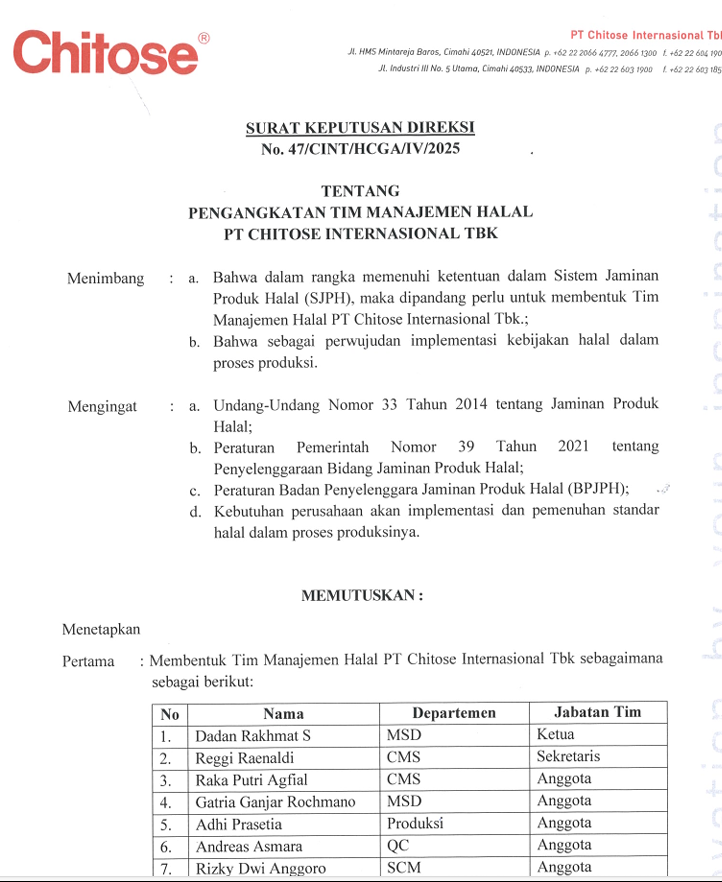 Chitose®
PT Chitose Internasional Tbk
Jl. HMS Mintareja Baros, Cimahi 40521, INDONESIA p. +62 22 2066 4777, 2066 1300 f. +62 22 604 190
Jl. Industri III No. 5 Utama, Cimahi 40533, INDONESIA p. +62 22 603 1900 f. +62 22 603 185
SURAT KEPUTUSAN DIREKSI
No. 47/CINT/HCGA/IV/2025
TENTANG
PENGANGKATAN TIM MANAJEMEN HALAL
PT CHITOSE INTERNASIONAL TBK
Menimbang : a. Bahwa dalam rangka memenuhi ketentuan dalam Sistem Jaminan
Produk Halal (SJPH), maka dipandang perlu untuk membentuk Tim
Manajemen Halal PT Chitose Internasional Tbk.;
b. Bahwa sebagai perwujudan implementasi kebijakan halal dalam
proses produksi.
Mengingat : a. Undang-Undang Nomor 33 Tahun 2014 tentang Jaminan Produk
Halal;
b. Peraturan Pemerintah Nomor 39 Tahun 2021 tentang
Penyelenggaraan Bidang Jaminan Produk Halal;
c. Peraturan Badan Penyelenggara Jaminan Produk Halal (BPJPH);
d. Kebutuhan perusahaan akan implementasi dan pemenuhan standar
halal dalam proses produksinya.
MEMUTUSKAN :
Menetapkan
Pertama : Membentuk Tim Manajemen Halal PT Chitose Internasional Tbk sebagaimana
sebagai berikut:
No Nama Departemen Jabatan Tim
1. Dadan Rakhmat S MSD Ketua
2. Reggi Raenaldi CMS Sekretaris
3. Raka Putri Agfial CMS Anggota
4. Gatria Ganjar Rochmano MSD Anggota
5. Adhi Prasetia Produksi Anggota
6. Andreas Asmara QC Anggota
7. Rizky Dwi Anggoro SCM Anggota